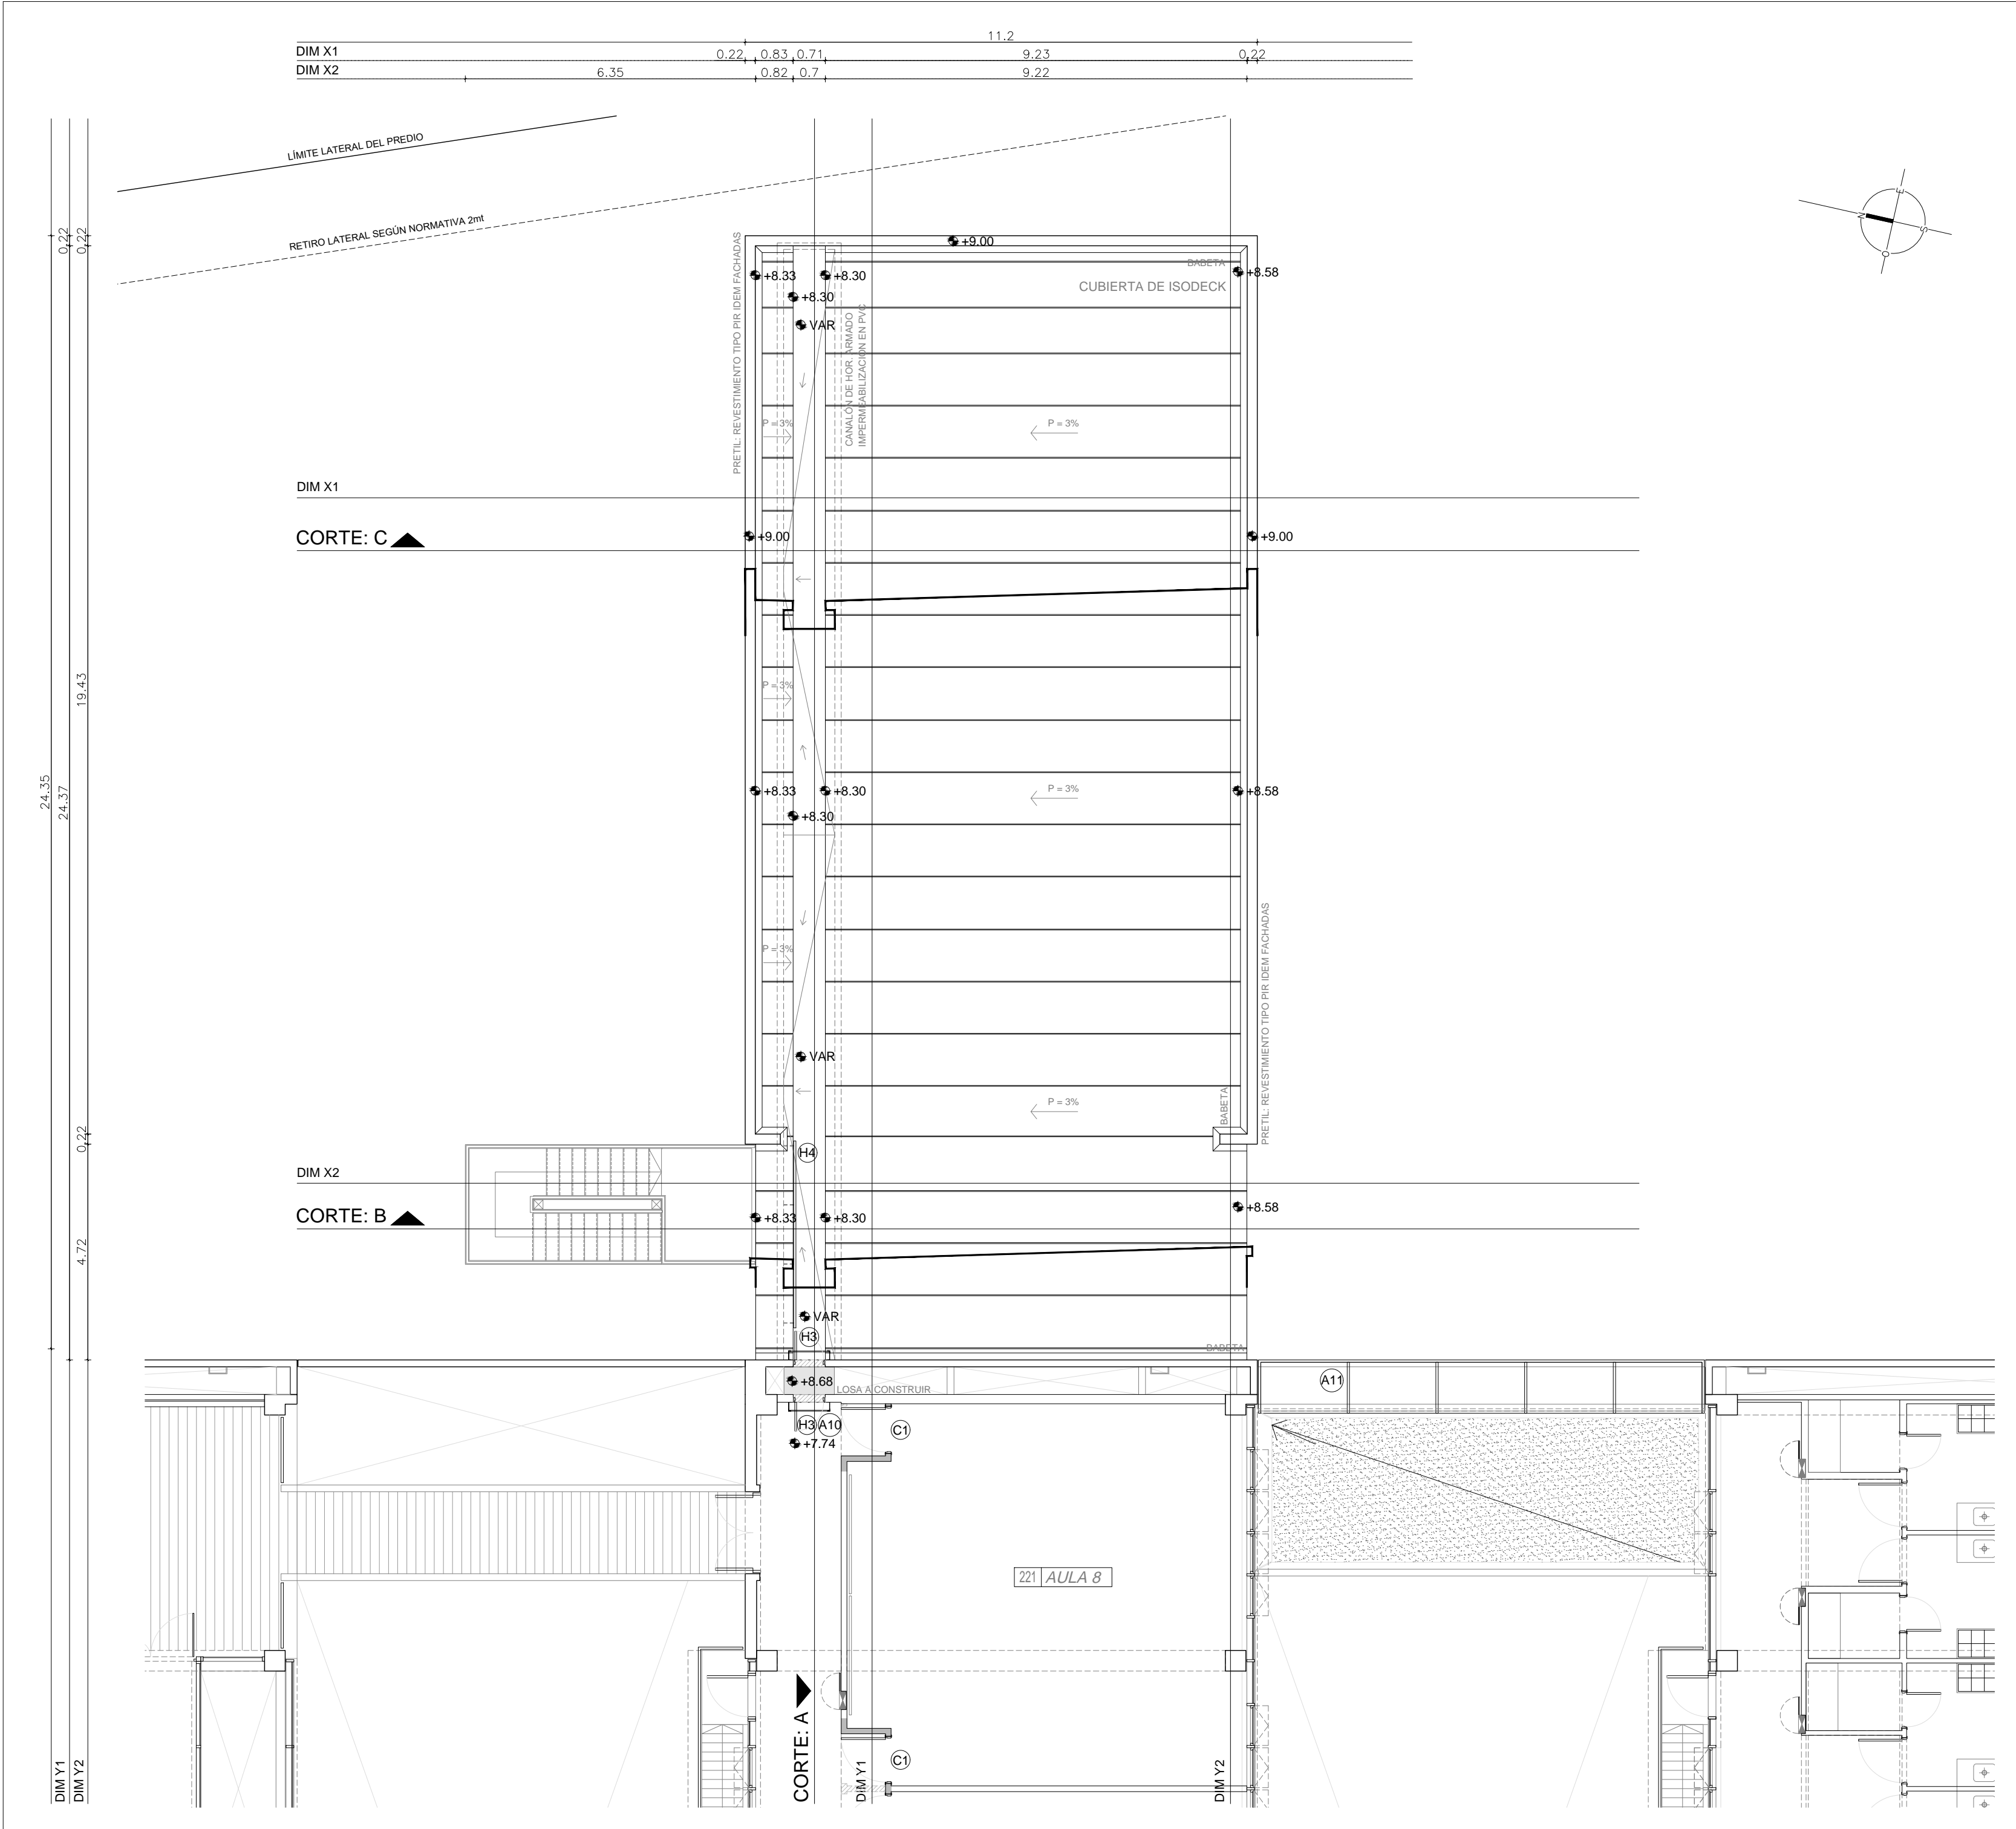 11.2
DIM X1
0.22 0.83 0.71 9.23 0.22
DIM X2
6.35 0.82 0.7 9.22
LÍMITE LATERAL DEL PREDIO
RETIRO LATERAL SEGÚN NORMATIVA 2mt
N
E
S
O
0.22
0.22
+9.00
BABETA
+8.33
+8.30
+8.58
CUBIERTA DE ISODECK
+8.30
VAR
PRETIL: REVESTIMIENTO TIPO PIR IDEM FACHADAS
CANALÓN DE HOR. ARMADO
IMPERMEABILIZACIÓN EN PVC
P = 3%
P = 3%
DIM X1
CORTE: C
+9.00
+9.00
19.43
P = 3%
24.35
24.37
+8.33
+8.30
P = 3%
+8.58
+8.30
P = 3%
PRETIL: REVESTIMIENTO TIPO PIR IDEM FACHADAS
VAR
P = 3%
BABETA
0.22
H4
DIM X2
CORTE: B
+8.33
+8.30
+8.58
4.72
VAR
H3
BABETA
+8.68
LOSA A CONSTRUIR
A11
H3
A10
C1
+7.74
221 AULA 8
C1
DIM Y1
DIM Y2
CORTE: A
DIM Y1
DIM Y2